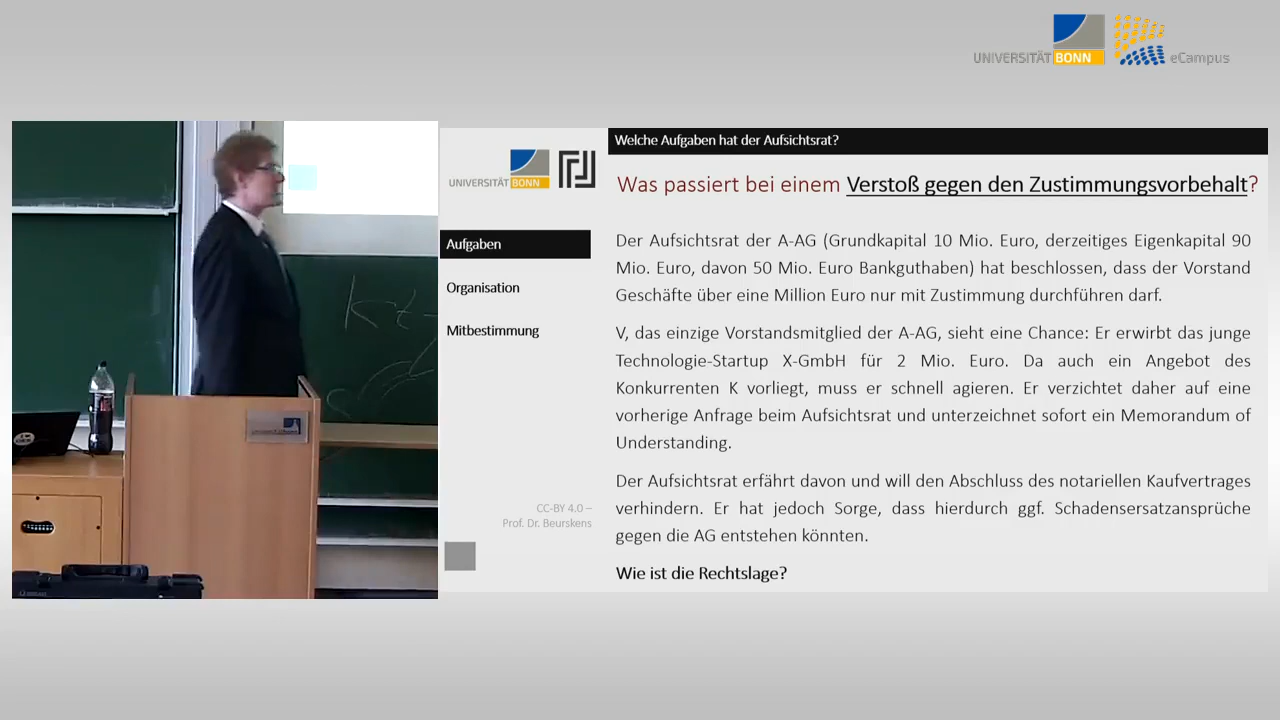 UNIVERSITÄT BONN eCampus
Welche Aufgaben hat der Aufsichtsrat?
UNIVERSITÄT BONN
Was passiert bei einem Verstoß gegen den Zustimmungsvorbehalt?
Aufgaben
Organisation
Mitbestimmung
Der Aufsichtsrat der A-AG (Grundkapital 10 Mio. Euro, derzeitiges Eigenkapital 90
Mio. Euro, davon 50 Mio. Euro Bankguthaben) hat beschlossen, dass der Vorstand
Geschäfte über eine Million Euro nur mit Zustimmung durchführen darf.
V, das einzige Vorstandsmitglied der A-AG, sieht eine Chance: Er erwirbt das junge
Technologie-Startup X-GmbH für 2 Mio. Euro. Da auch ein Angebot des
Konkurrenten K vorliegt, muss er schnell agieren. Er verzichtet daher auf eine
vorherige Anfrage beim Aufsichtsrat und unterzeichnet sofort ein Memorandum of
Understanding.
Der Aufsichtsrat erfährt davon und will den Abschluss des notariellen Kaufvertrages
verhindern. Er hat jedoch Sorge, dass hierdurch ggf. Schadensersatzansprüche
gegen die AG entstehen könnten.
Wie ist die Rechtslage?
CC-BY 4.0 –
Prof. Dr. Beurskens